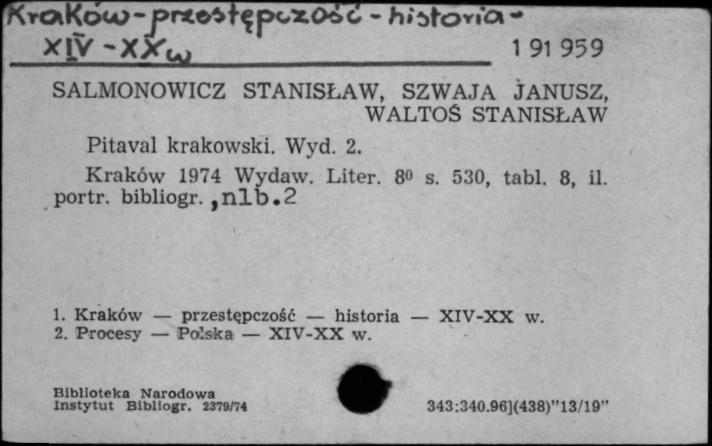 Kraków-przestępczość-historia-
XIV-XXw 191 959
SALMONOWICZ STANISŁAW, SZWAJA JANUSZ,
WALTOŚ STANISŁAW
Pitaval krakowski. Wyd. 2.
Kraków 1974 Wydaw. Liter. 8⁰ s. 530, tabl. 8, il.
portr. bibliogr. ,nlb.2
1. Kraków — przestępczość — historia — XIV-XX w.
2. Procesy — Polska — XIV-XX w.
Biblioteka Narodowa
Instytut Bibliogr. 2379/74 343:340.96](438)”13/19”